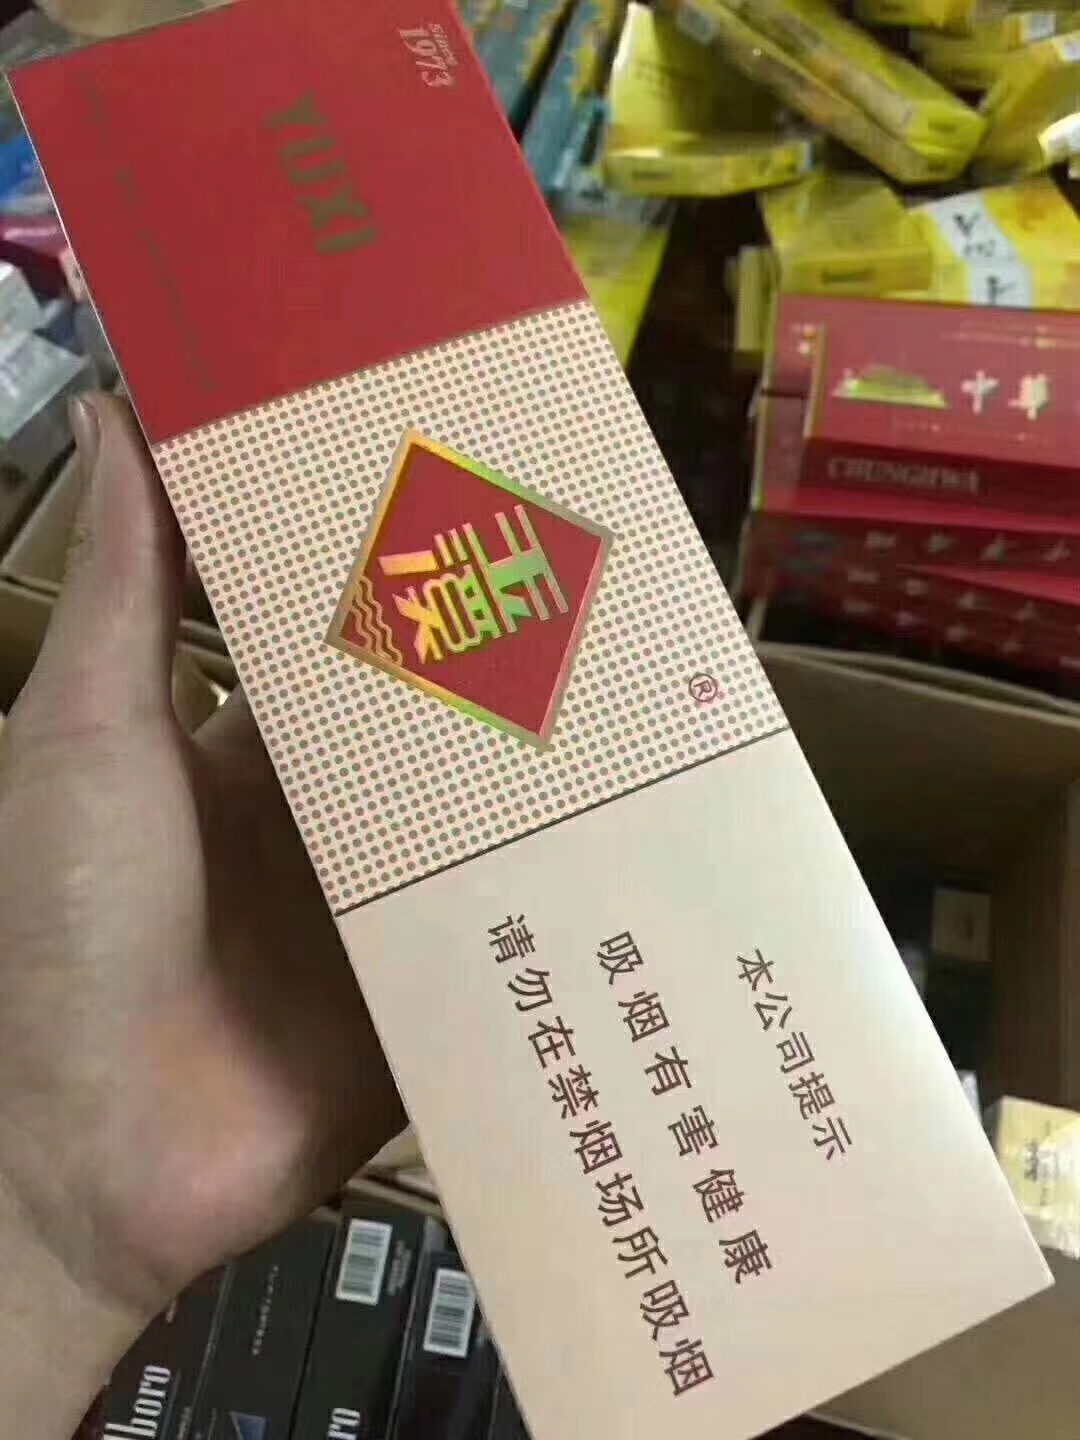 since
1973
YUXI
玉溪
®
本公司提示
吸烟有害健康
请勿在禁烟场所吸烟
中华
CHUNGHWA
lboro
ro